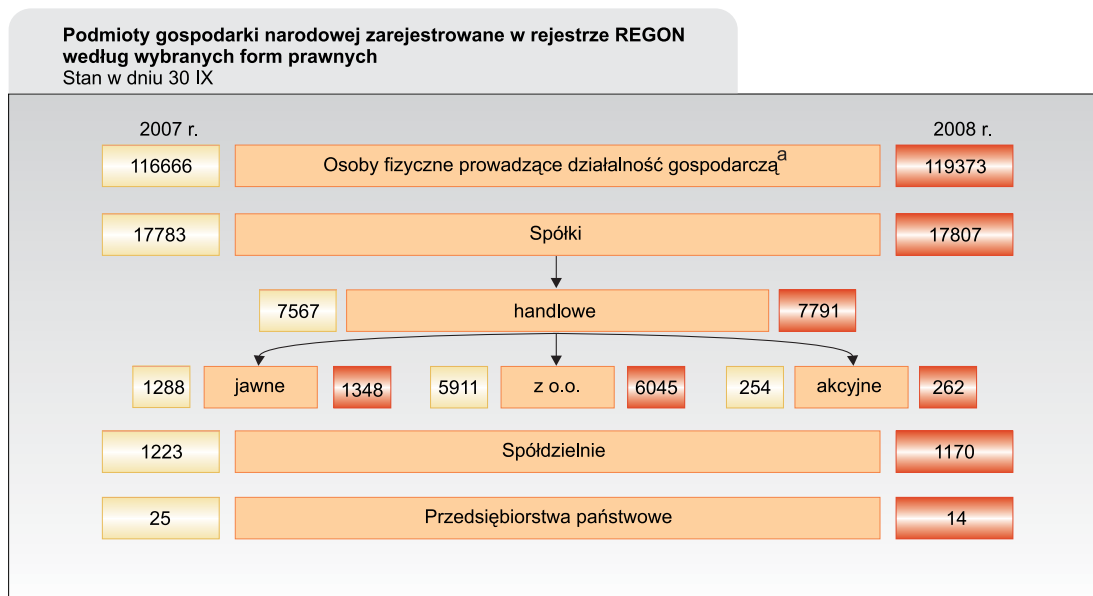 Podmioty gospodarki narodowej zarejestrowane w rejestrze REGON
według wybranych form prawnych
Stan w dniu 30 IX
2007 r. 2008 r.
116666 Osoby fizyczne prowadzące działalność gospodarczą a 119373
17783 Spółki 17807
7567 handlowe 7791
1288 jawne 1348 5911 z o.o. 6045 254 akcyjne 262
1223 Spółdzielnie 1170
25 Przedsiębiorstwa państwowe 14